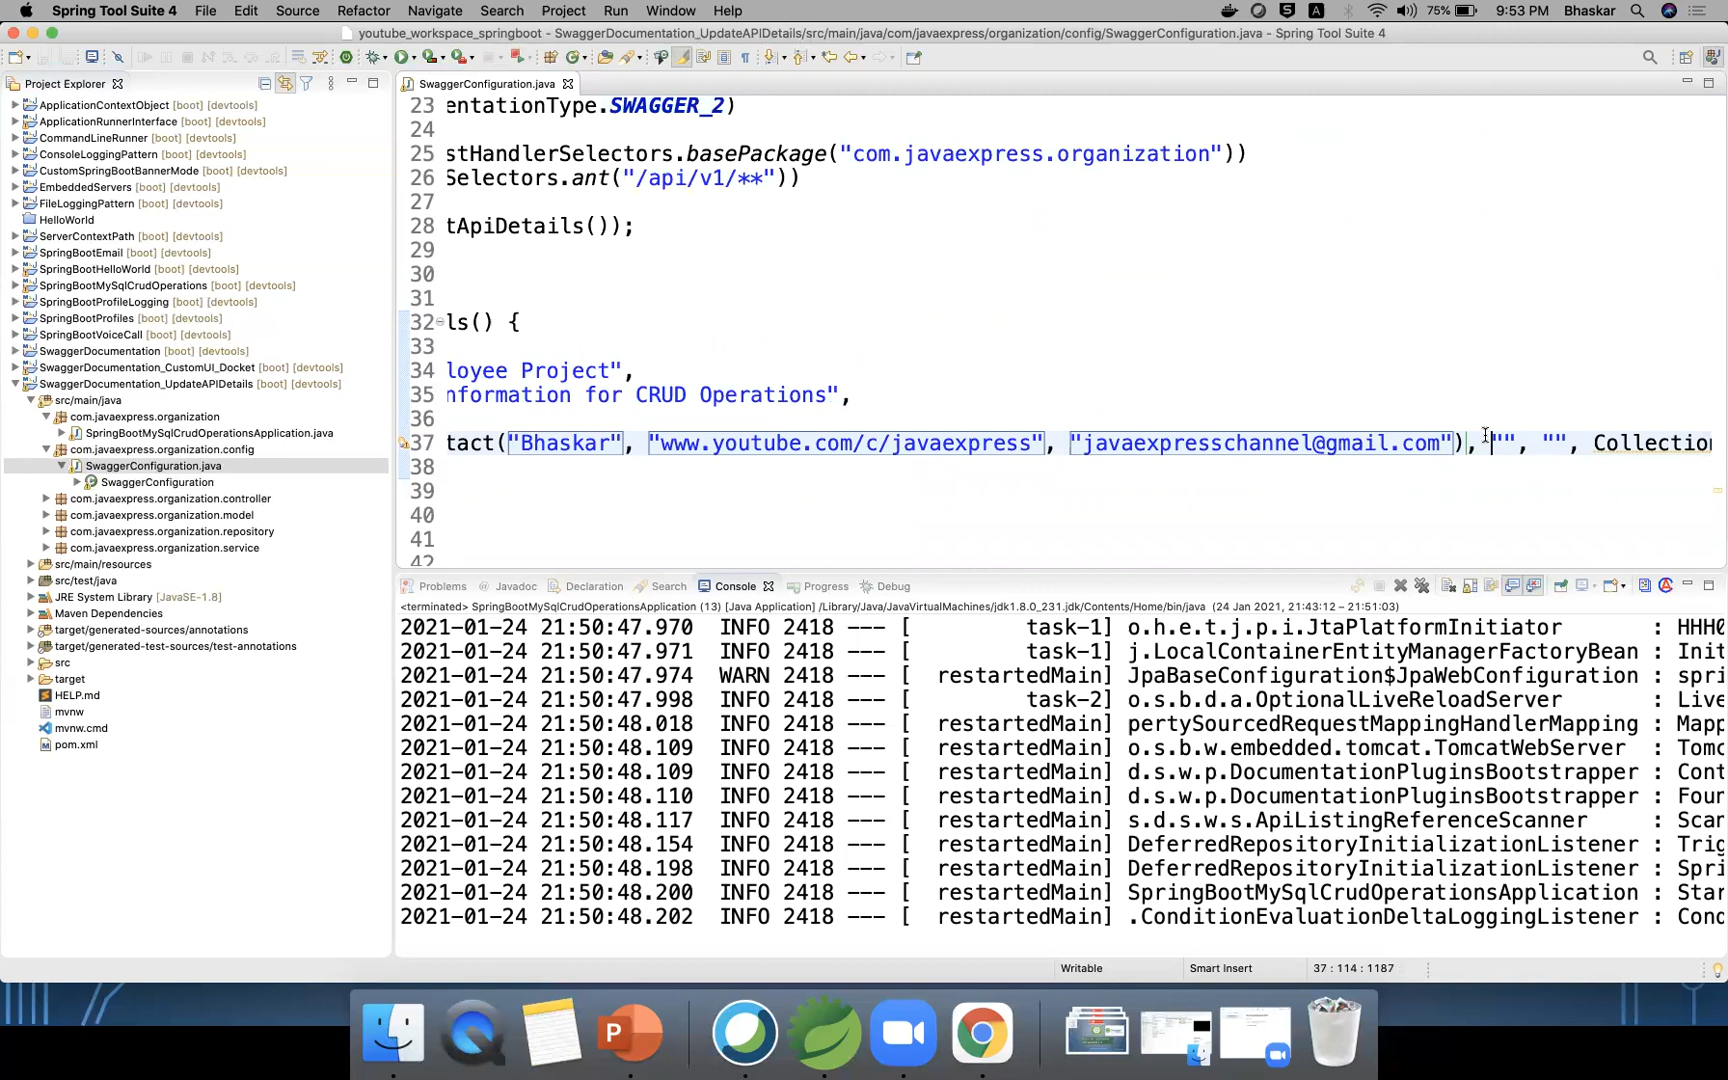 Spring Tool Suite 4 File Edit Source Refactor Navigate Search Project Run Window Help 75% 9:53 PM Bhaskar
youtube_workspace_springboot - SwaggerDocumentation_UpdateAPIDetails/src/main/java/com/javaexpress/organization/config/SwaggerConfiguration.java - Spring Tool Suite 4
Project Explorer
ApplicationContextObject [boot] [devtools]
ApplicationRunnerInterface [boot] [devtools]
CommandLineRunner [boot] [devtools]
ConsoleLoggingPattern [boot] [devtools]
CustomSpringBootBannerMode [boot] [devtools]
EmbeddedServers [boot] [devtools]
FileLoggingPattern [boot] [devtools]
HelloWorld
ServerContextPath [boot] [devtools]
SpringBootEmail [boot] [devtools]
SpringBootHelloWorld [boot] [devtools]
SpringBootMySqlCrudOperations [boot] [devtools]
SpringBootProfileLogging [boot] [devtools]
SpringBootProfiles [boot] [devtools]
SpringBootVoiceCall [boot] [devtools]
SwaggerDocumentation [boot] [devtools]
SwaggerDocumentation_CustomUI_Docket [boot] [devtools]
SwaggerDocumentation_UpdateAPIDetails [boot] [devtools]
src/main/java
com.javaexpress.organization
SpringBootMySqlCrudOperationsApplication.java
com.javaexpress.organization.config
SwaggerConfiguration.java
SwaggerConfiguration
com.javaexpress.organization.controller
com.javaexpress.organization.model
com.javaexpress.organization.repository
com.javaexpress.organization.service
src/main/resources
src/test/java
JRE System Library [JavaSE-1.8]
Maven Dependencies
target/generated-sources/annotations
target/generated-test-sources/test-annotations
src
target
HELP.md
mvnw
mvnw.cmd
pom.xml
SwaggerConfiguration.java
23 entationType.SWAGGER_2)
24
25 stHandlerSelectors.basePackage("com.javaexpress.organization"))
26 Selectors.ant("/api/v1/**"))
27
28 tApiDetails());
29
30
31
32 ls() {
33
34 loyee Project",
35 nformation for CRUD Operations",
36
37 tact("Bhaskar", "www.youtube.com/c/javaexpress", "javaexpresschannel@gmail.com"), "", "", Collection
38
39
40
41
42
Problems Javadoc Declaration Search Console Progress Debug
<terminated> SpringBootMySqlCrudOperationsApplication (13) [Java Application] /Library/Java/JavaVirtualMachines/jdk1.8.0_231.jdk/Contents/Home/bin/java (24 Jan 2021, 21:43:12 – 21:51:03)
2021-01-24 21:50:47.970 INFO 2418 --- [ task-1] o.h.e.t.j.p.i.JtaPlatformInitiator : HHH0
2021-01-24 21:50:47.971 INFO 2418 --- [ task-1] j.LocalContainerEntityManagerFactoryBean : Init
2021-01-24 21:50:47.974 WARN 2418 --- [ restartedMain] JpaBaseConfiguration$JpaWebConfiguration : spri
2021-01-24 21:50:47.998 INFO 2418 --- [ task-2] o.s.b.d.a.OptionalLiveReloadServer : Live
2021-01-24 21:50:48.018 INFO 2418 --- [ restartedMain] pertySourcedRequestMappingHandlerMapping : Mapp
2021-01-24 21:50:48.109 INFO 2418 --- [ restartedMain] o.s.b.w.embedded.tomcat.TomcatWebServer : Tomc
2021-01-24 21:50:48.109 INFO 2418 --- [ restartedMain] d.s.w.p.DocumentationPluginsBootstrapper : Cont
2021-01-24 21:50:48.110 INFO 2418 --- [ restartedMain] d.s.w.p.DocumentationPluginsBootstrapper : Foun
2021-01-24 21:50:48.117 INFO 2418 --- [ restartedMain] s.d.s.w.s.ApiListingReferenceScanner : Scan
2021-01-24 21:50:48.154 INFO 2418 --- [ restartedMain] DeferredRepositoryInitializationListener : Trig
2021-01-24 21:50:48.198 INFO 2418 --- [ restartedMain] DeferredRepositoryInitializationListener : Spri
2021-01-24 21:50:48.200 INFO 2418 --- [ restartedMain] SpringBootMySqlCrudOperationsApplication : Star
2021-01-24 21:50:48.202 INFO 2418 --- [ restartedMain] .ConditionEvaluationDeltaLoggingListener : Cond
Writable Smart Insert 37 : 114 : 1187